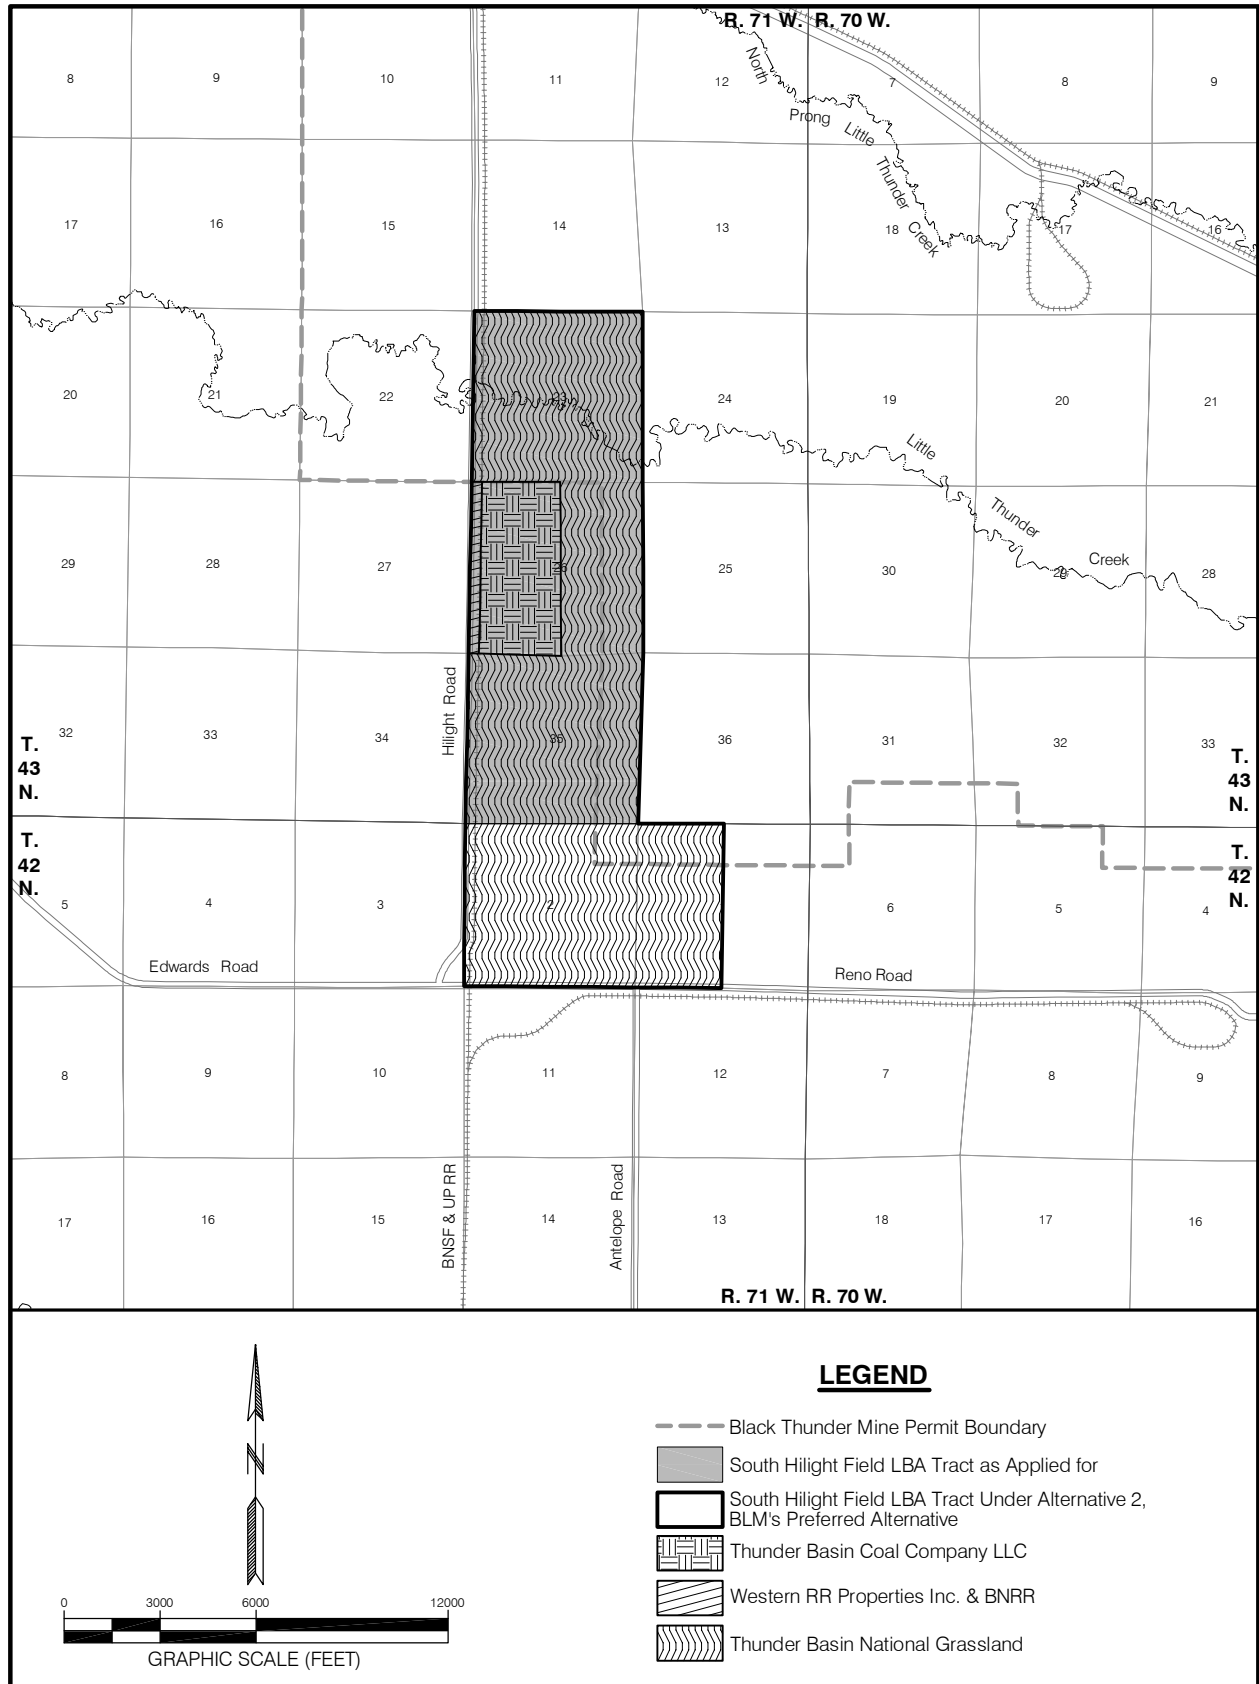 R. 71 W. R. 70 W.
8 9 10 11 12 7 8 9
North
Prong Little
Thunder
Creek
17 16 15 14 13 18 17 16
20 21 22 23 24 19 20 21
Little
Thunder
Creek
29 28 27 26 25 30 29 28
Hilight Road
32 33 34 35 36 31 32 33
T.
43
N.
T.
43
N.
T.
42
N.
T.
42
N.
5 4 3 2 6 5 4
Edwards Road
Reno Road
8 9 10 11 12 7 8 9
BNSF & UP RR
Antelope Road
17 16 15 14 13 18 17 16
R. 71 W. R. 70 W.
N
0 3000 6000 12000
GRAPHIC SCALE (FEET)
LEGEND
Black Thunder Mine Permit Boundary
South Hilight Field LBA Tract as Applied for
South Hilight Field LBA Tract Under Alternative 2,
BLM's Preferred Alternative
Thunder Basin Coal Company LLC
Western RR Properties Inc. & BNRR
Thunder Basin National Grassland